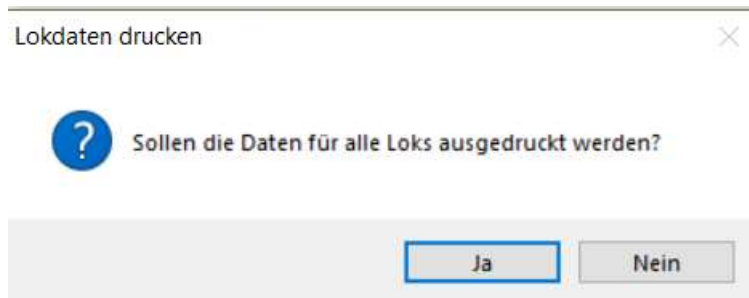 Lokdaten drucken
Sollen die Daten für alle Loks ausgedruckt werden?
Ja Nein